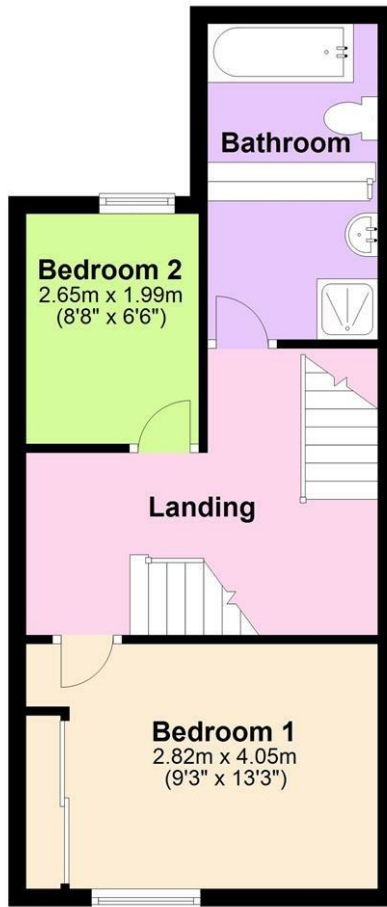 Bathroom
Bedroom 2
2.65m x 1.99m
(8'8" x 6'6")
Landing
Bedroom 1
2.82m x 4.05m
(9'3" x 13'3")